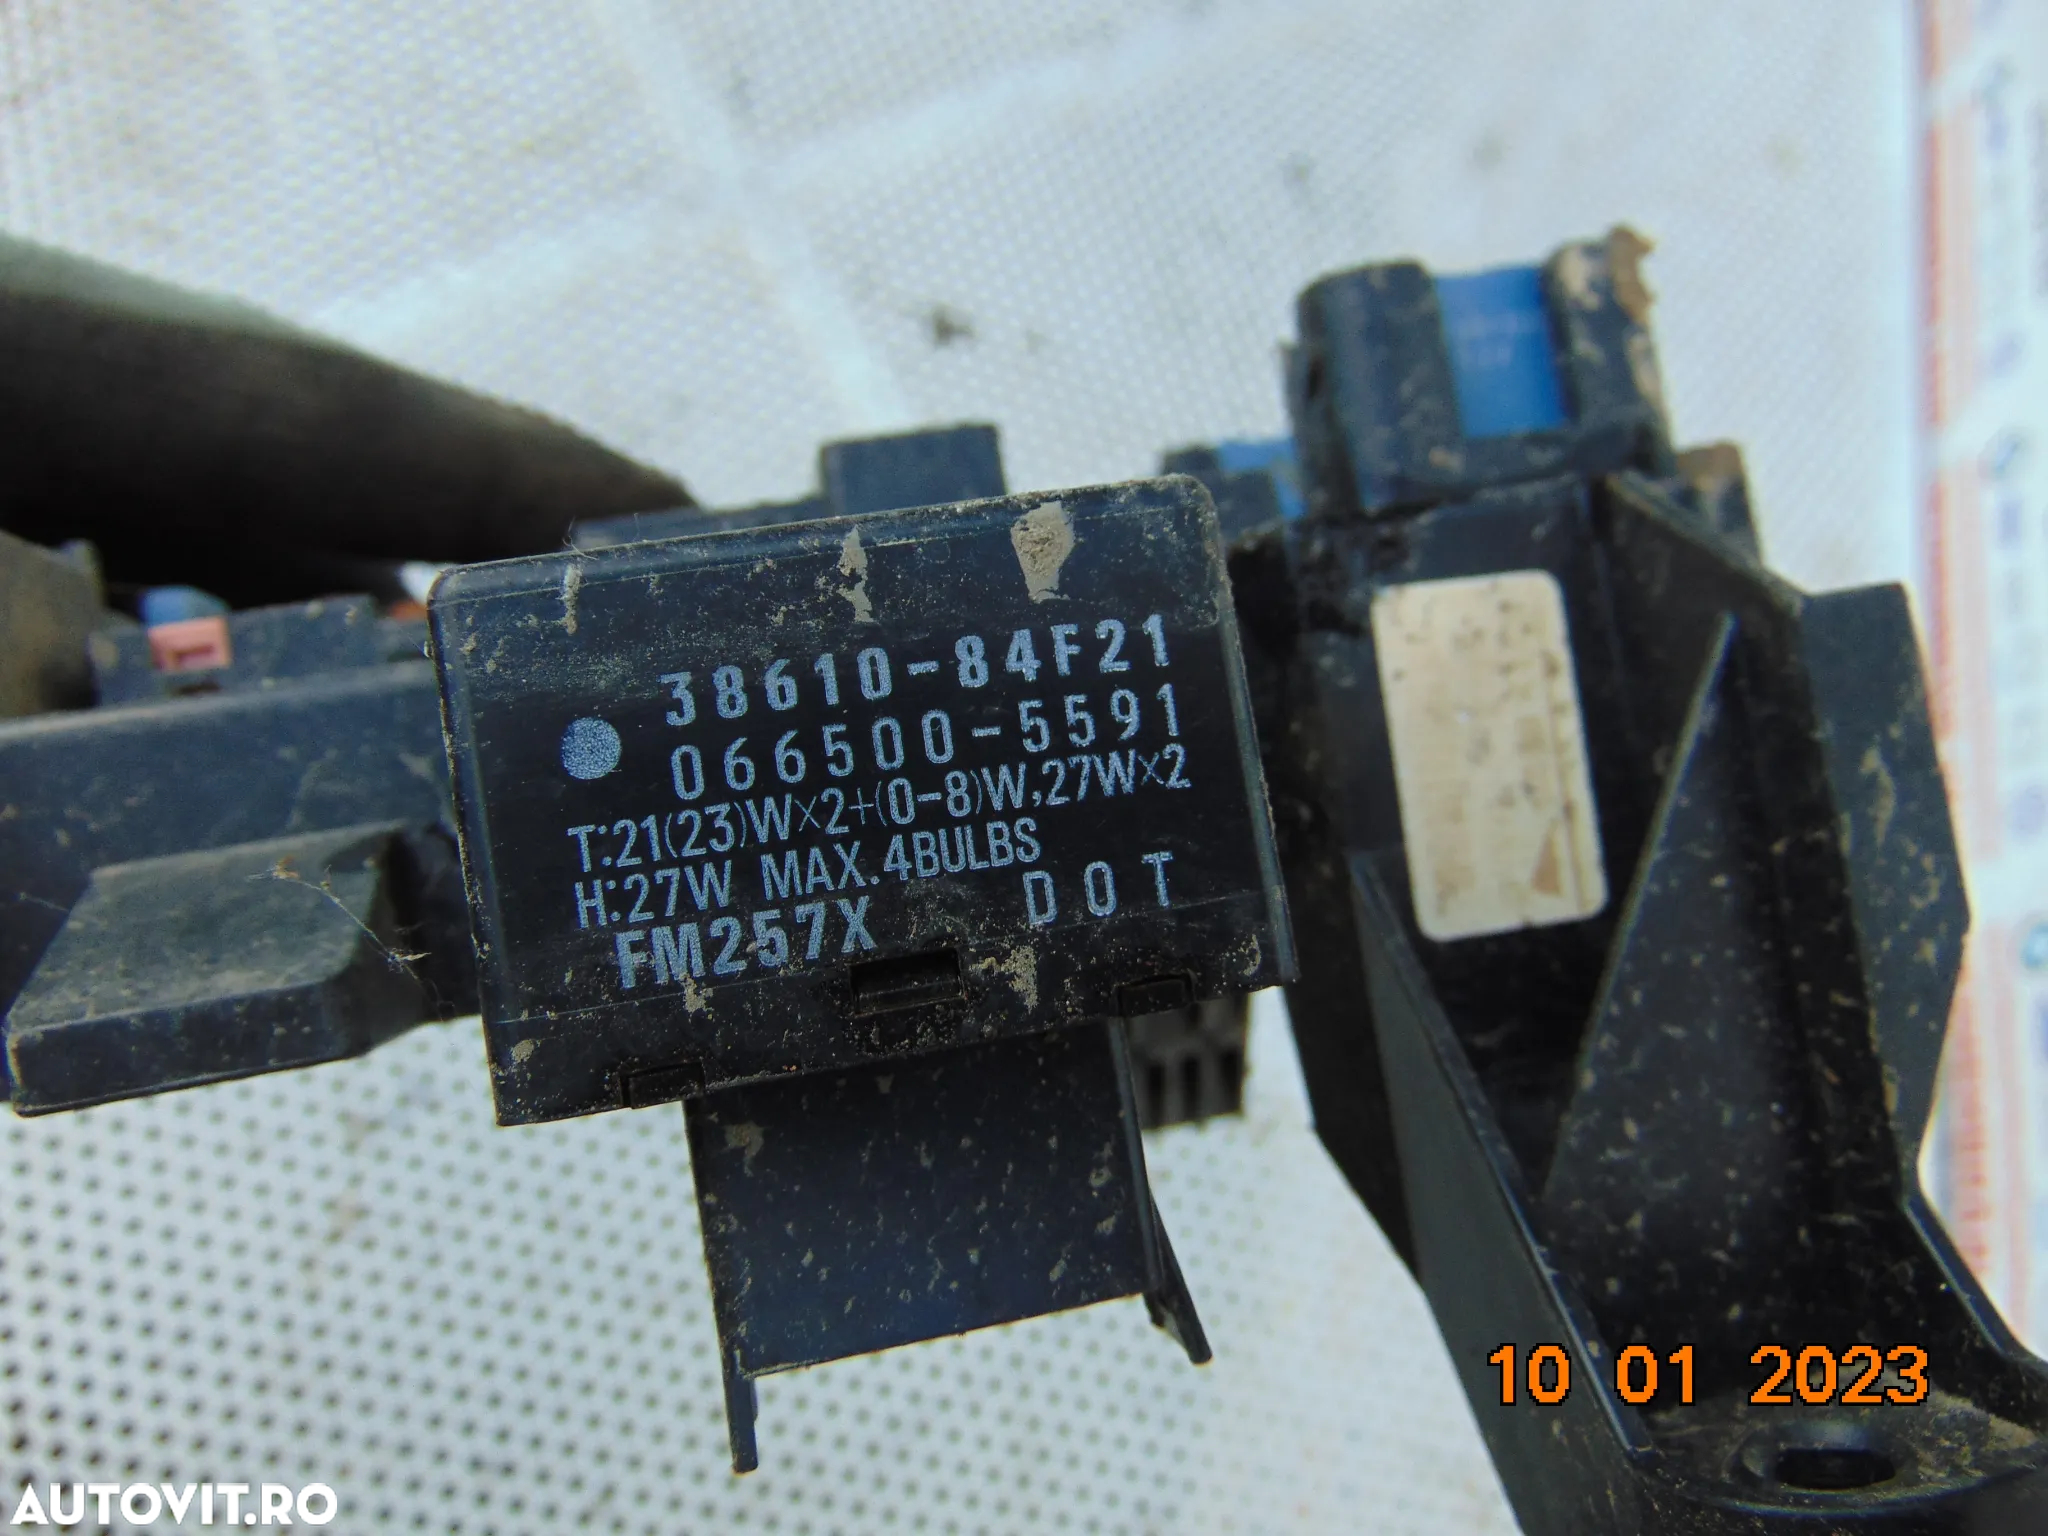 38610-84F21
066500-5591
T:21(23)W×2+(0-8)W,27W×2
H:27W MAX.4BULBS
FM257X DOT
10 01 2023
AUTOVIT.RO